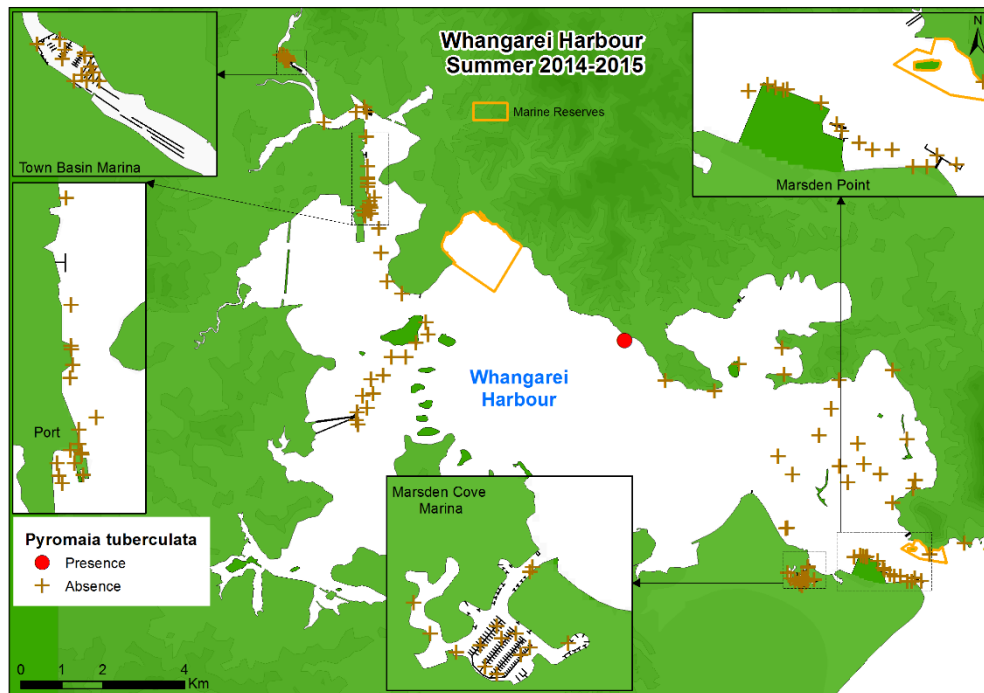 Whangarei Harbour
Summer 2014-2015
Marine Reserves
N
Town Basin Marina
Marsden Point
Port
Whangarei
Harbour
Marsden Cove
Marina
Pyromaia tuberculata
Presence
Absence
0 1 2 4
Km